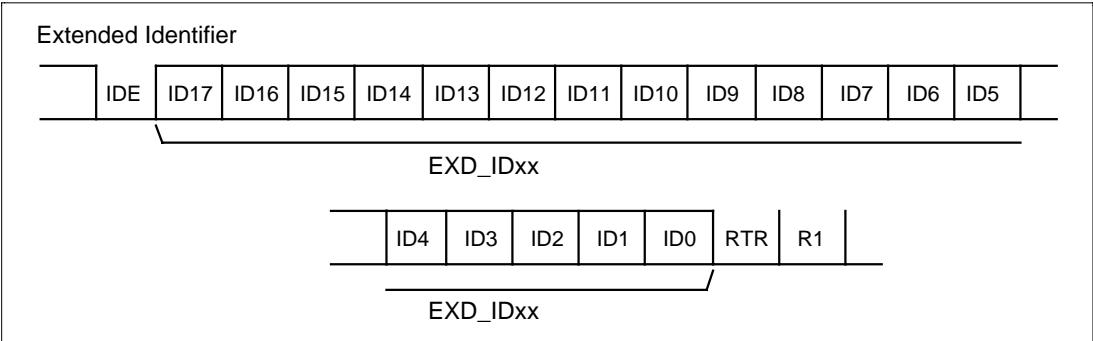 Extended Identifier
IDE ID17 ID16 ID15 ID14 ID13 ID12 ID11 ID10 ID9 ID8 ID7 ID6 ID5
EXD_IDxx
ID4 ID3 ID2 ID1 ID0 RTR R1
EXD_IDxx